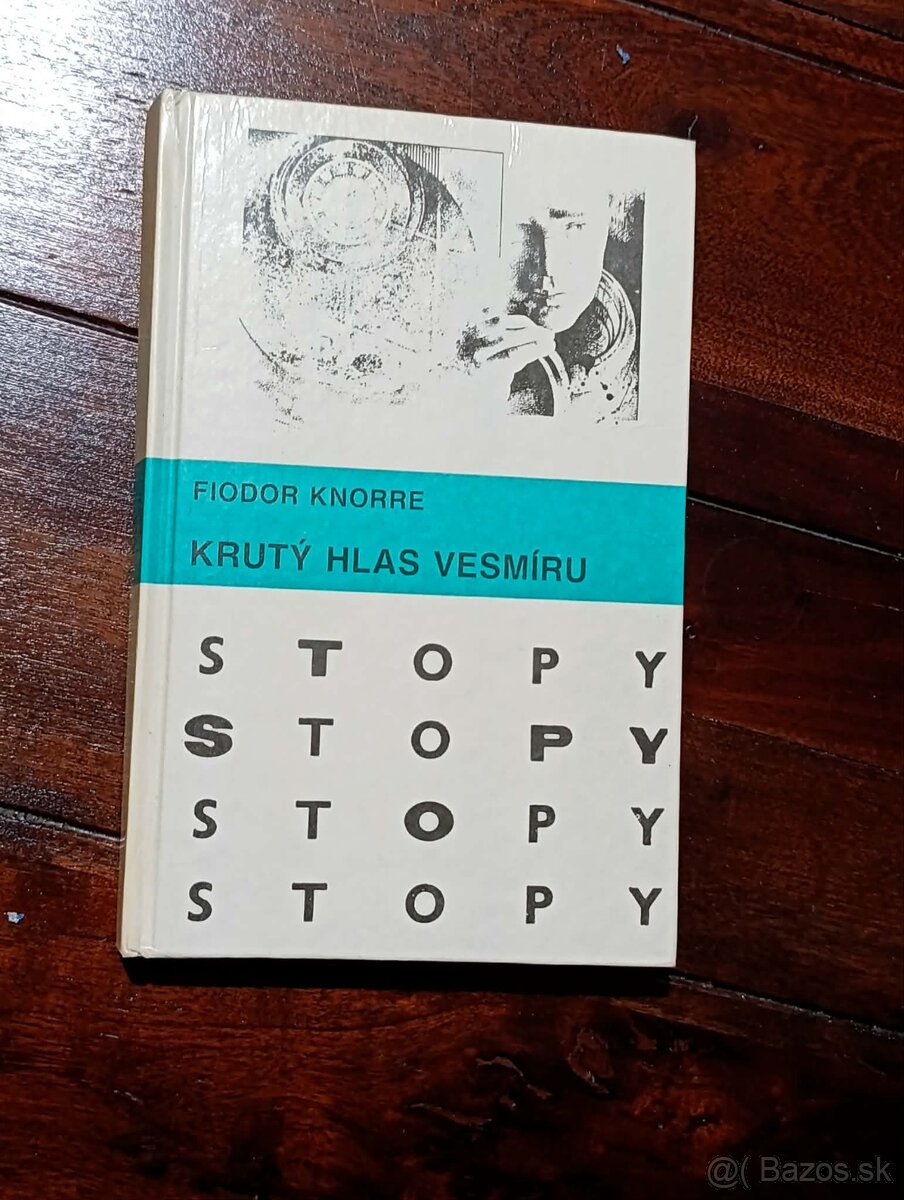 FIODOR KNORRE
KRUTÝ HLAS VESMÍRU
S T O P Y
S T O P Y
S T O P Y
S T O P Y
@( Bazos.sk